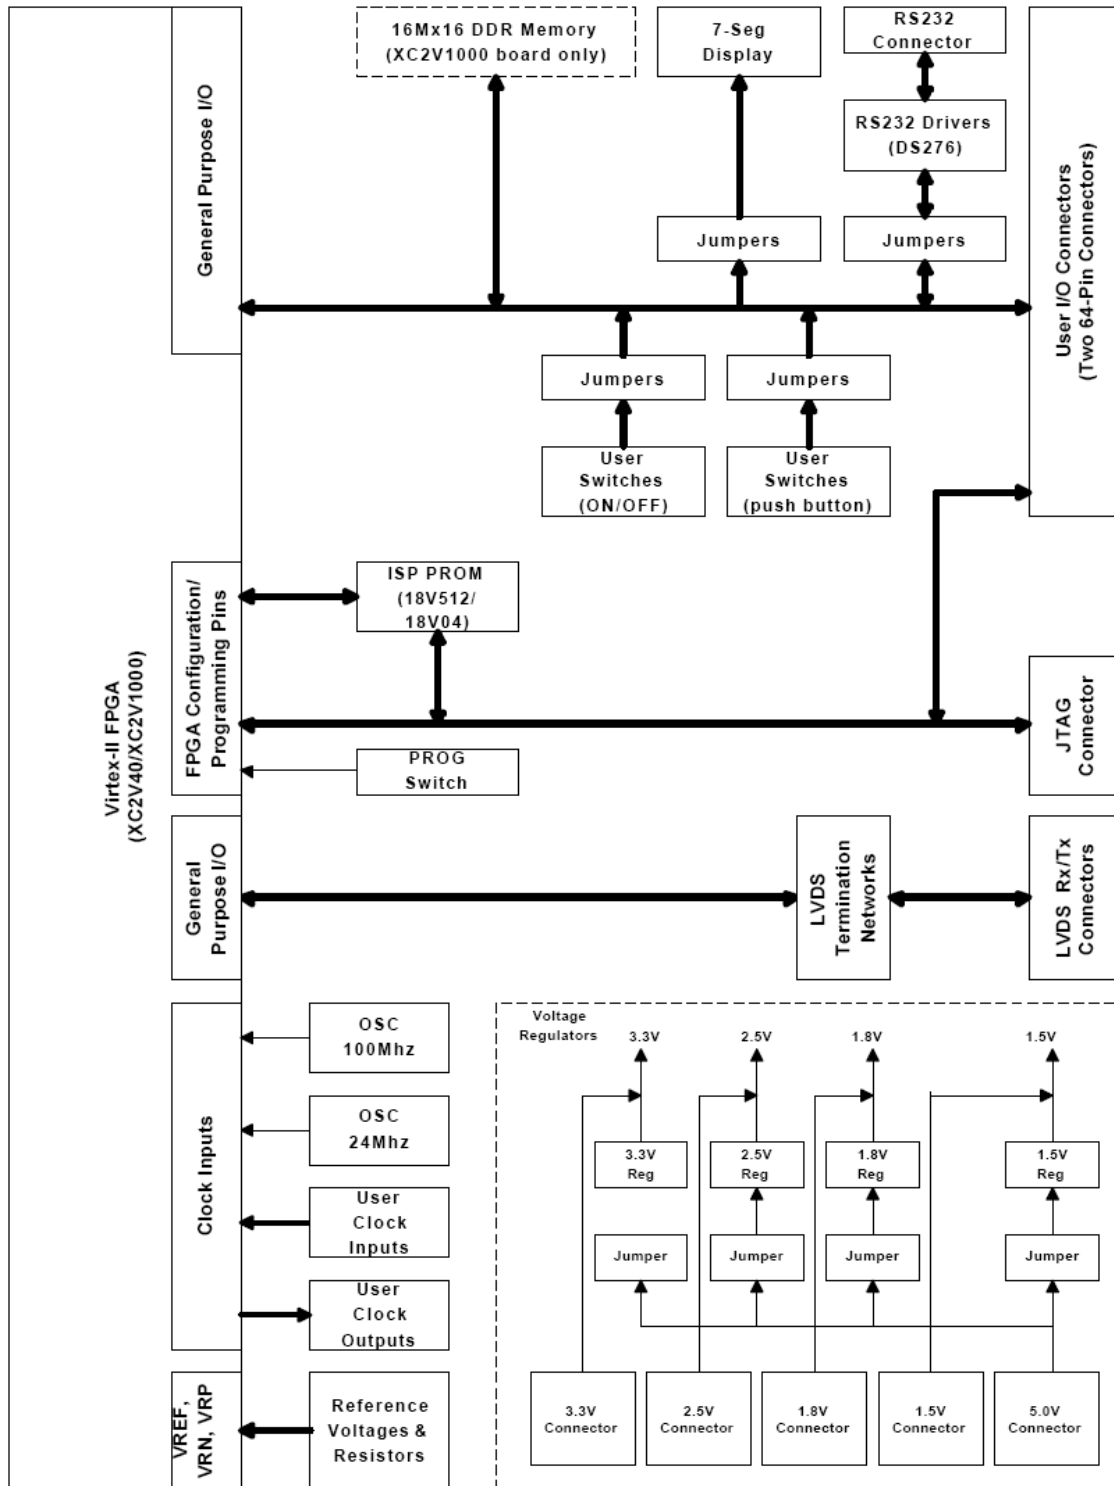 16Mx16 DDR Memory
(XC2V1000 board only)
7-Seg
Display
RS232
Connector
RS232 Drivers
(DS276)
Jumpers
Jumpers
General Purpose I/O
User I/O Connectors
(Two 64-Pin Connectors)
Jumpers
Jumpers
User
Switches
(ON/OFF)
User
Switches
(push button)
ISP PROM
(18V512/
18V04)
FPGA Configuration/
Programming Pins
Virtex-II FPGA
(XC2V40/XC2V1000)
PROG
Switch
JTAG
Connector
General
Purpose I/O
LVDS
Termination
Networks
LVDS Rx/Tx
Connectors
Clock Inputs
OSC
100Mhz
OSC
24Mhz
User
Clock
Inputs
User
Clock
Outputs
VREF,
VRN, VRP
Reference
Voltages &
Resistors
Voltage
Regulators
3.3V
2.5V
1.8V
1.5V
3.3V
Reg
2.5V
Reg
1.8V
Reg
1.5V
Reg
Jumper
Jumper
Jumper
Jumper
3.3V
Connector
2.5V
Connector
1.8V
Connector
1.5V
Connector
5.0V
Connector